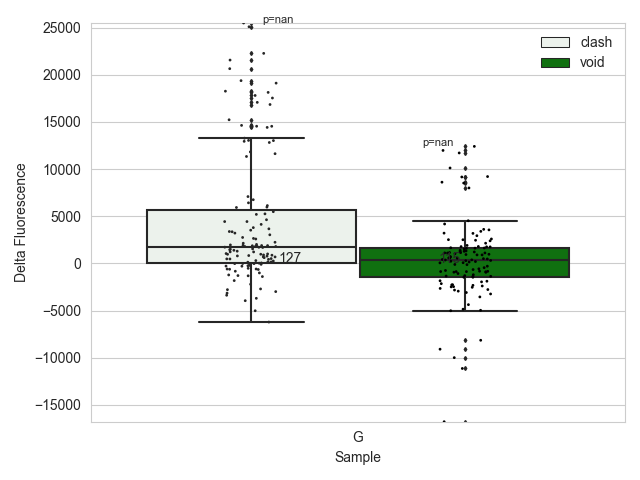 p=nan
25000
clash
void
20000
15000
p=nan
10000
5000
127
0
−5000
−10000
−15000
Delta Fluorescence
G
Sample